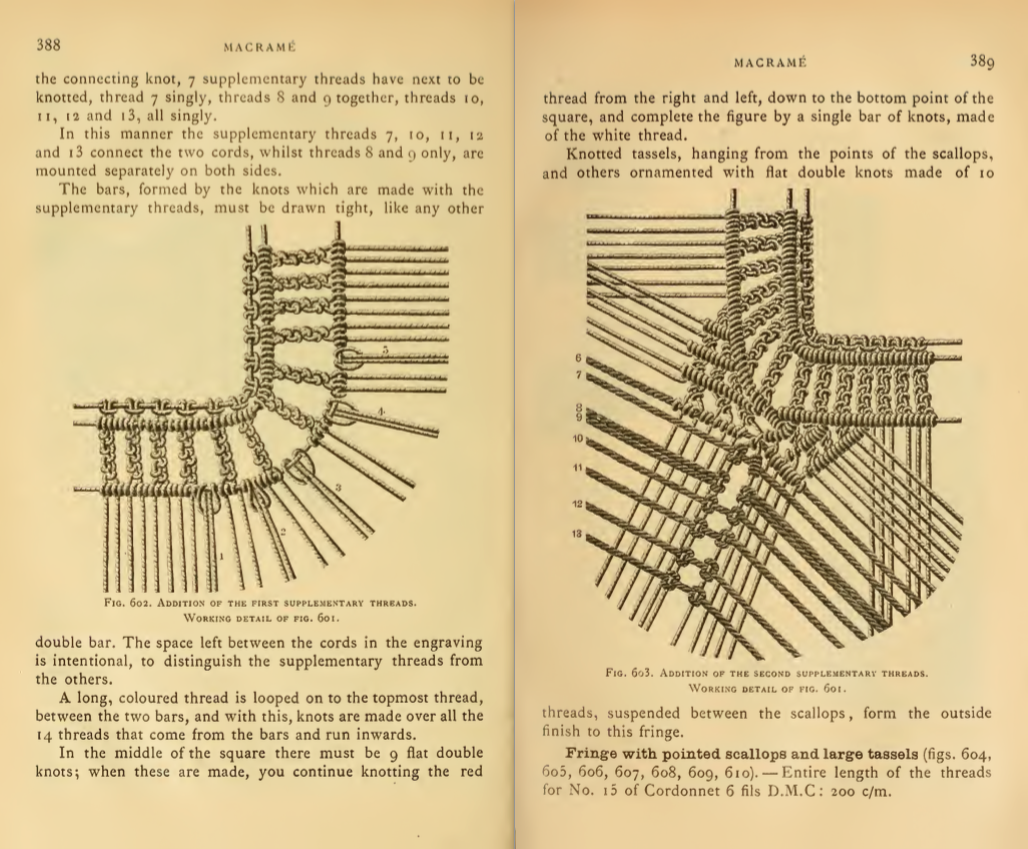 388
MACRAMÉ
the connecting knot, 7 supplementary threads have next to be
knotted, thread 7 singly, threads 8 and 9 together, threads 10,
11, 12 and 13, all singly.
In this manner the supplementary threads 7, 10, 11, 12
and 13 connect the two cords, whilst threads 8 and 9 only, are
mounted separately on both sides.
The bars, formed by the knots which are made with the
supplementary threads, must be drawn tight, like any other
5
4
3
2
1
FIG. 602. ADDITION OF THE FIRST SUPPLEMENTARY THREADS.
WORKING DETAIL OF FIG. 601.
double bar. The space left between the cords in the engraving
is intentional, to distinguish the supplementary threads from
the others.
A long, coloured thread is looped on to the topmost thread,
between the two bars, and with this, knots are made over all the
14 threads that come from the bars and run inwards.
In the middle of the square there must be 9 flat double
knots; when these are made, you continue knotting the red
MACRAMÉ
389
thread from the right and left, down to the bottom point of the
square, and complete the figure by a single bar of knots, made
of the white thread.
Knotted tassels, hanging from the points of the scallops,
and others ornamented with flat double knots made of 10
6
7
8
9
10
11
12
13
FIG. 603. ADDITION OF THE SECOND SUPPLEMENTARY THREADS.
WORKING DETAIL OF FIG. 601.
threads, suspended between the scallops, form the outside
finish to this fringe.
Fringe with pointed scallops and large tassels (figs. 604,
605, 606, 607, 608, 609, 610). — Entire length of the threads
for No. 15 of Cordonnet 6 fils D.M.C: 200 c/m.